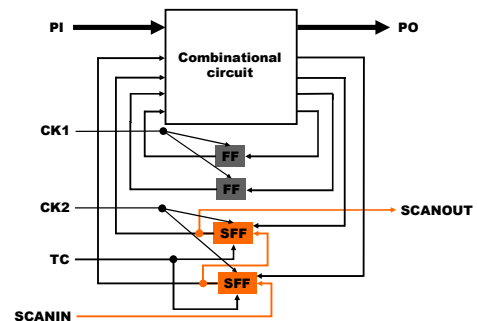 PI
PO
Combinational
circuit
CK1
FF
FF
CK2
SCANOUT
SFF
TC
SFF
SCANIN